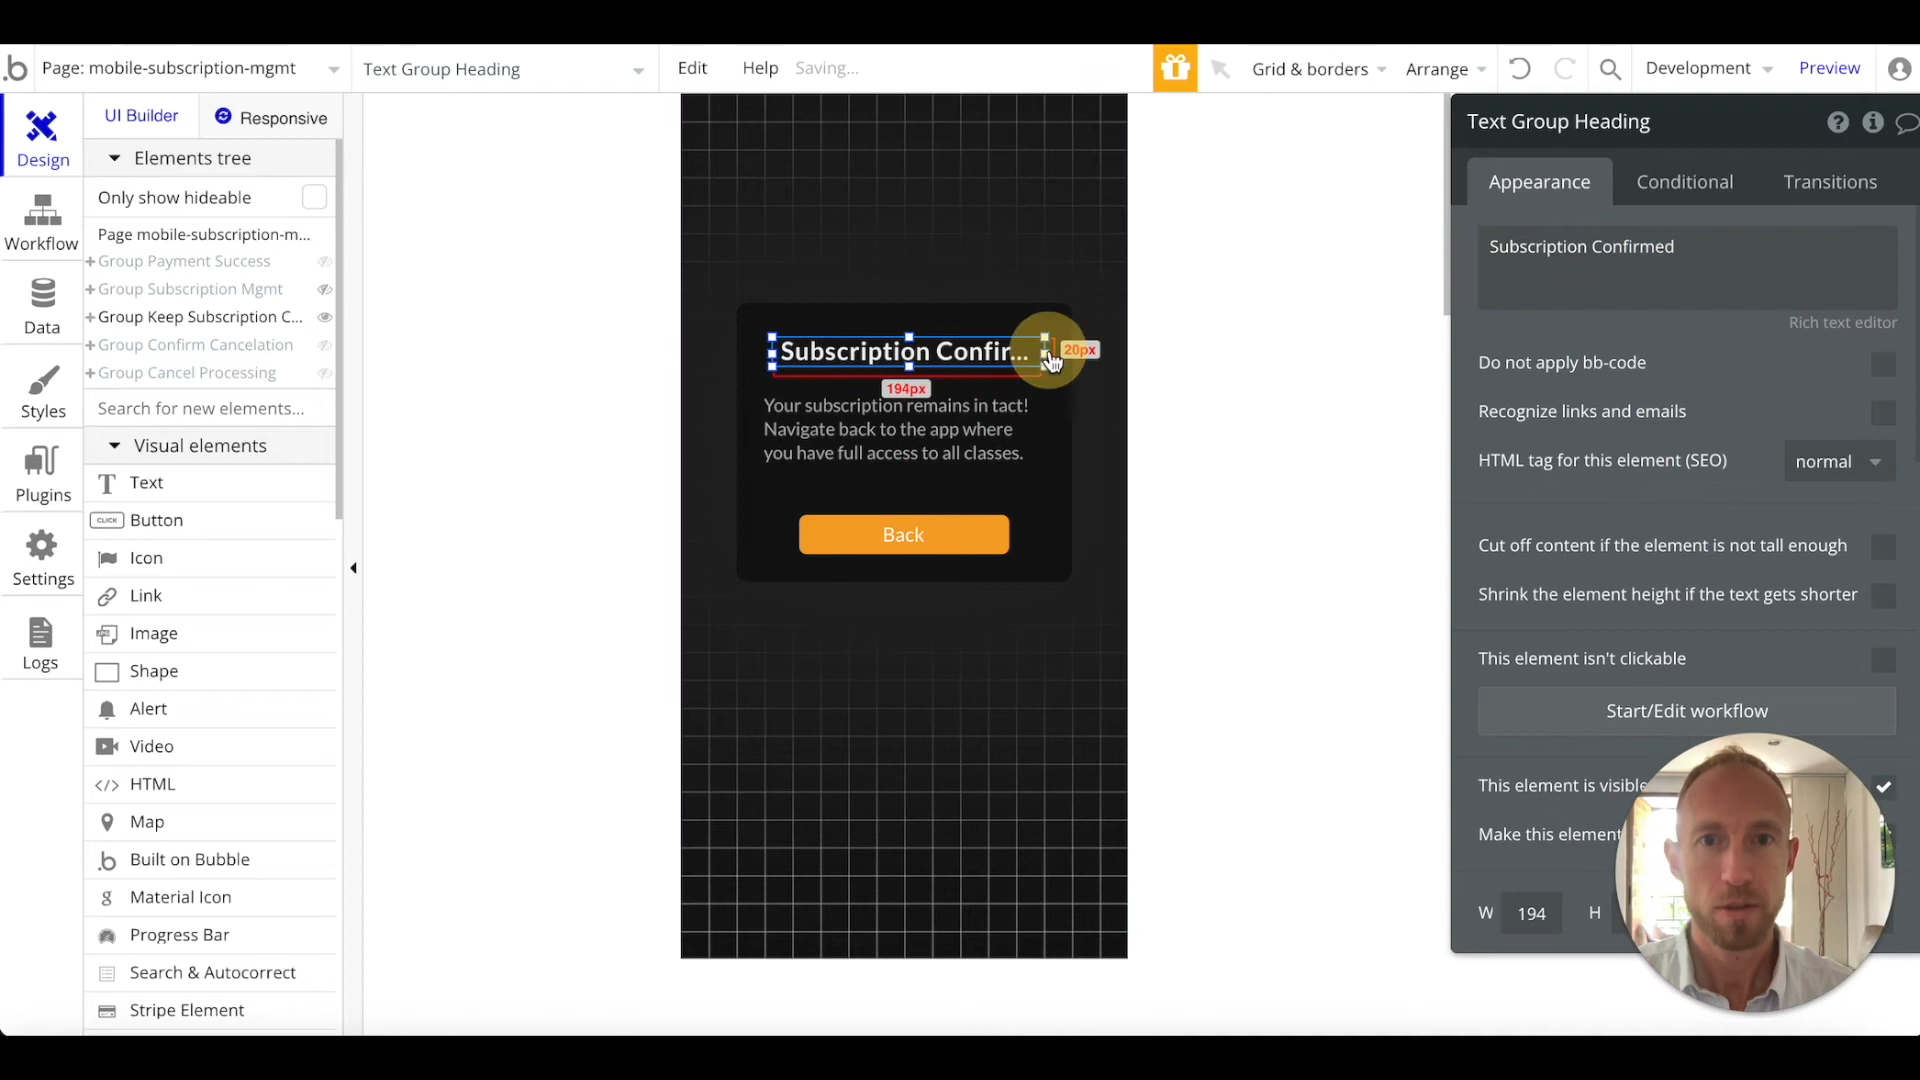 Page: mobile-subscription-mgmt
Text Group Heading
Edit
Help
Saving...
Grid & borders
Arrange
Development
Preview
UI Builder
Responsive
Design
Workflow
Data
Styles
Plugins
Settings
Logs
Elements tree
Only show hideable
Page mobile-subscription-m...
Group Payment Success
Group Subscription Mgmt
Group Keep Subscription C...
Group Confirm Cancelation
Group Cancel Processing
Search for new elements...
Visual elements
Text
CLICK Button
Icon
Link
Image
Shape
Alert
Video
</> HTML
Map
Built on Bubble
Material Icon
Progress Bar
Search & Autocorrect
Stripe Element
Subscription Confir...
20px
194px
Your subscription remains in tact!
Navigate back to the app where
you have full access to all classes.
Back
Text Group Heading
Appearance
Conditional
Transitions
Subscription Confirmed
Rich text editor
Do not apply bb-code
Recognize links and emails
HTML tag for this element (SEO)
normal
Cut off content if the element is not tall enough
Shrink the element height if the text gets shorter
This element isn't clickable
Start/Edit workflow
This element is visible
Make this element
W 194 H